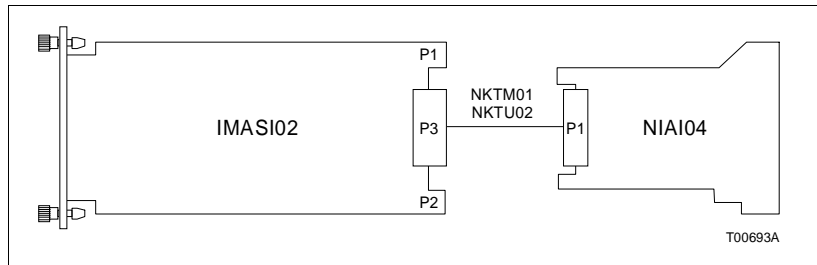 P1
NKTM01
NKTU02
IMASI02
P3
P1
NIAI04
P2
T00693A